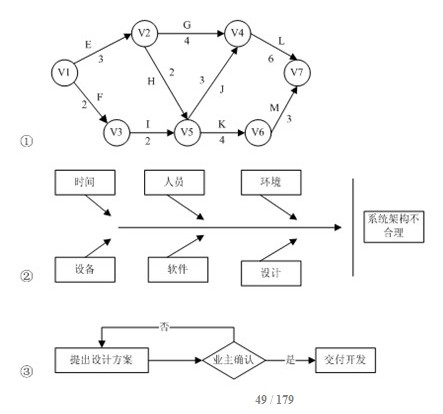 E
3
V2
G
4
V4
L
6
V1
F
2
H
2
3
J
V7
V3
I
2
V5
K
4
V6
M
3
①
时间
人员
环境
系统架构不
合理
设备
软件
设计
②
否
提出设计方案
业主确认
是
交付开发
③
49 / 179